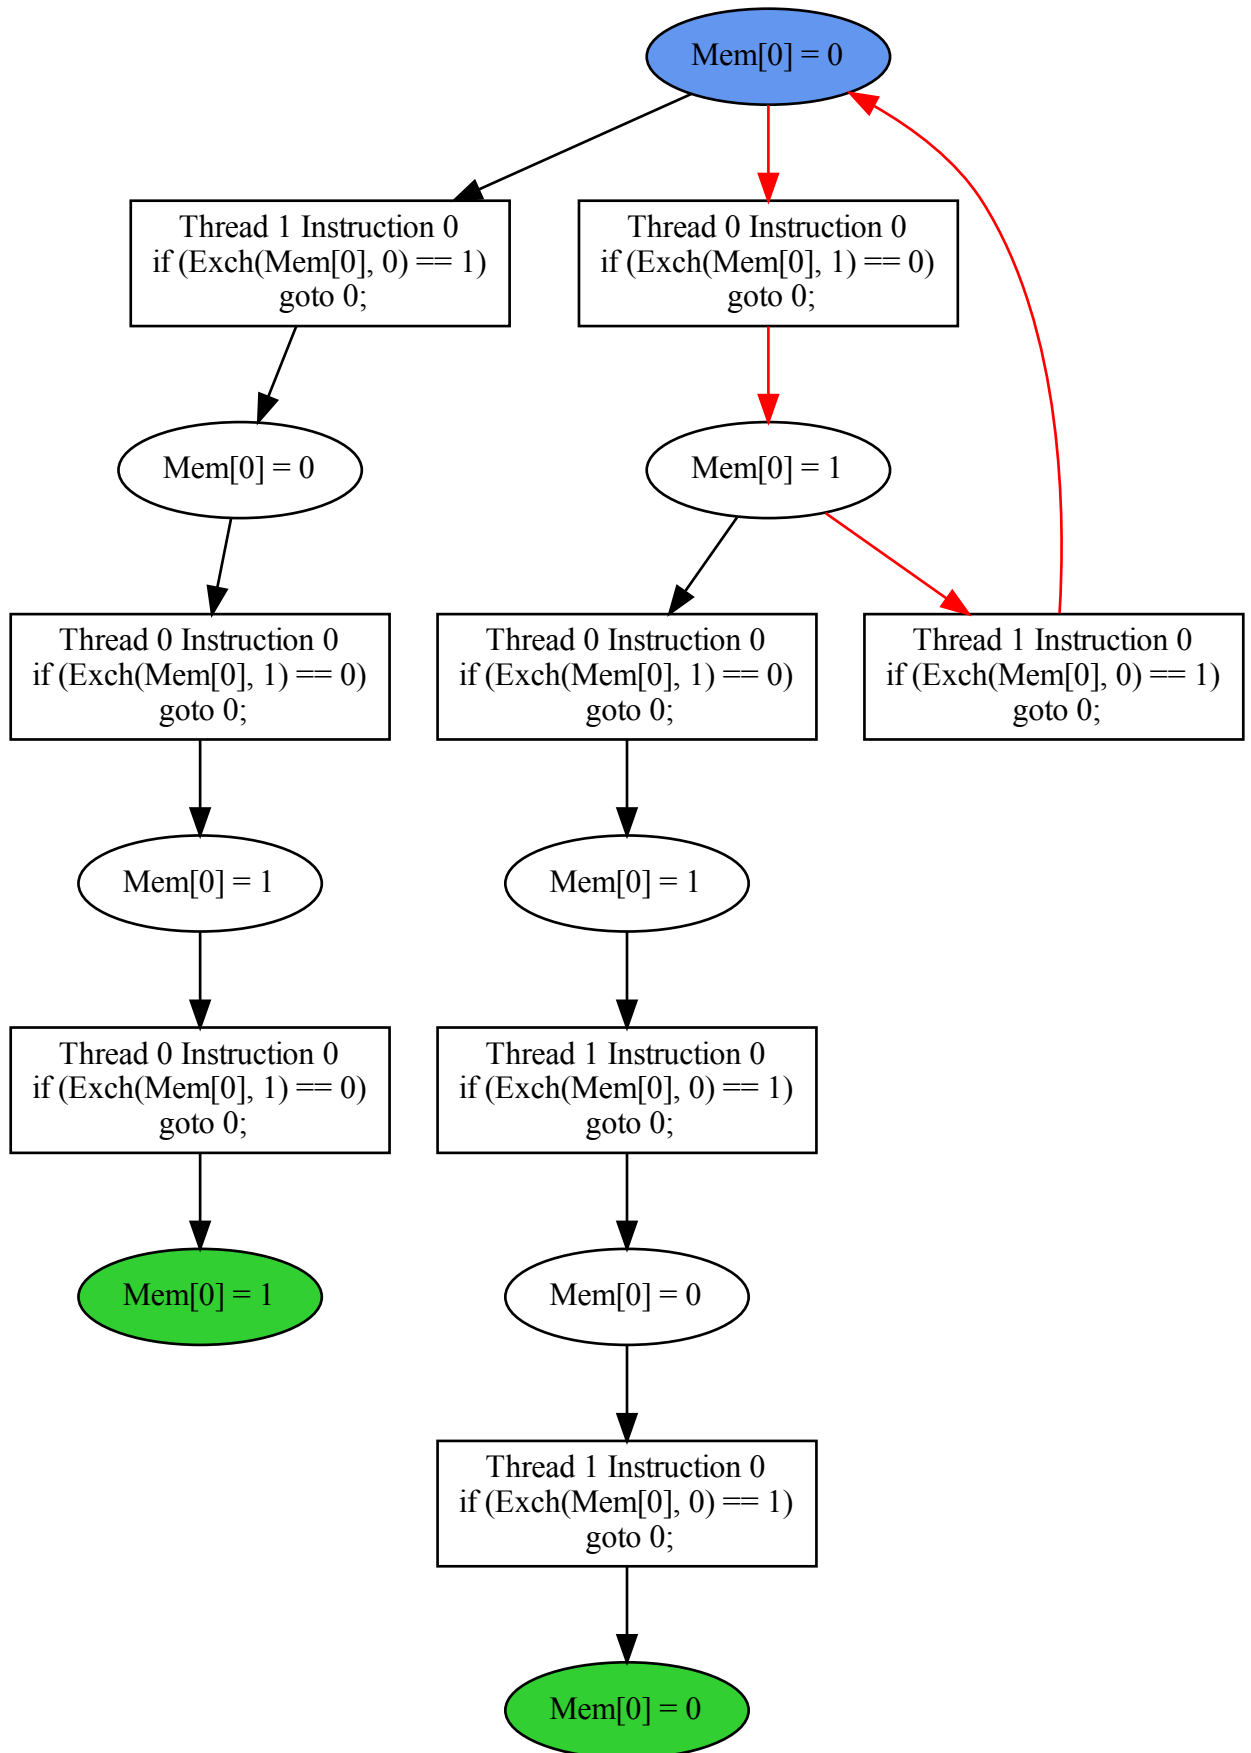 Mem[0] = 0
Thread 1 Instruction 0
if (Exch(Mem[0], 0) == 1)
goto 0;
Thread 0 Instruction 0
if (Exch(Mem[0], 1) == 0)
goto 0;
Mem[0] = 0
Mem[0] = 1
Thread 0 Instruction 0
if (Exch(Mem[0], 1) == 0)
goto 0;
Thread 0 Instruction 0
if (Exch(Mem[0], 1) == 0)
goto 0;
Thread 1 Instruction 0
if (Exch(Mem[0], 0) == 1)
goto 0;
Mem[0] = 1
Mem[0] = 1
Thread 0 Instruction 0
if (Exch(Mem[0], 1) == 0)
goto 0;
Thread 1 Instruction 0
if (Exch(Mem[0], 0) == 1)
goto 0;
Mem[0] = 1
Mem[0] = 0
Thread 1 Instruction 0
if (Exch(Mem[0], 0) == 1)
goto 0;
Mem[0] = 0